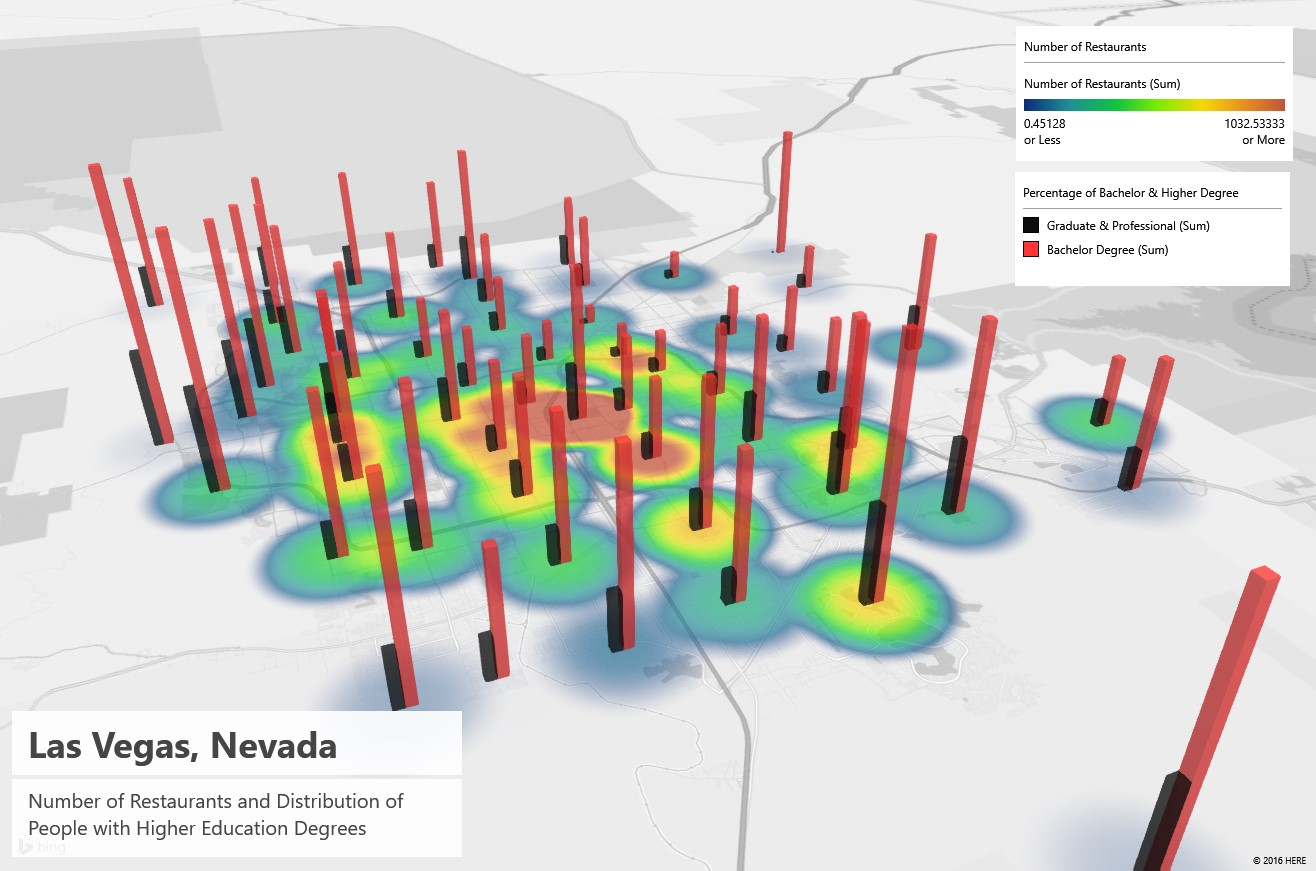 Number of Restaurants
Number of Restaurants (Sum)
0.45128
or Less
1032.53333
or More
Percentage of Bachelor & Higher Degree
Graduate & Professional (Sum)
Bachelor Degree (Sum)
Las Vegas, Nevada
Number of Restaurants and Distribution of
People with Higher Education Degrees
bing
© 2016 HERE